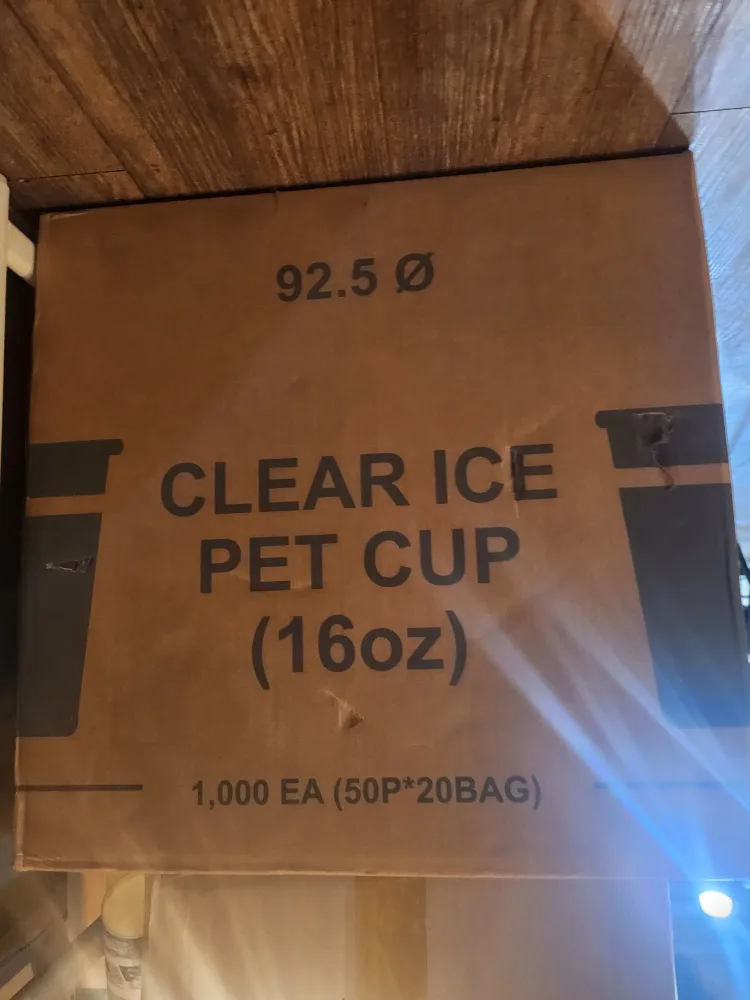 92.5 Ø
CLEAR ICE
PET CUP
(16oz)
1,000 EA (50P*20BAG)